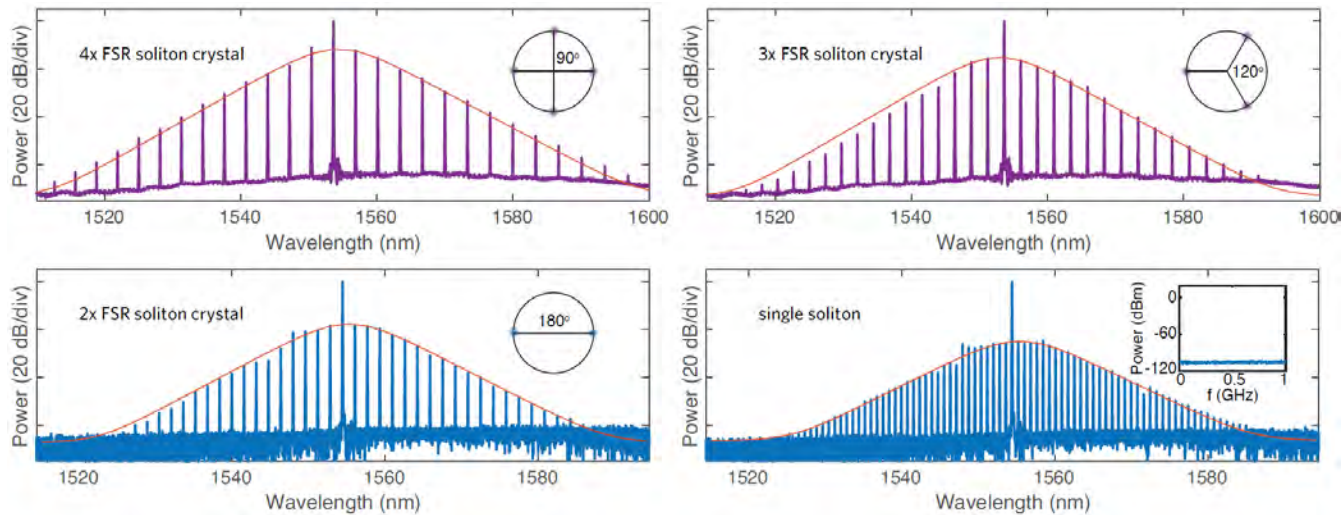 Power (20 dB/div)
4x FSR soliton crystal
90°
1520
1540
1560
1580
1600
Wavelength (nm)
Power (20 dB/div)
3x FSR soliton crystal
120°
1520
1540
1560
1580
1600
Wavelength (nm)
Power (20 dB/div)
2x FSR soliton crystal
180°
1520
1540
1560
1580
Wavelength (nm)
Power (20 dB/div)
single soliton
Power (dBm)
0
-60
-120
0
0.5
1
f (GHz)
1520
1540
1560
1580
Wavelength (nm)